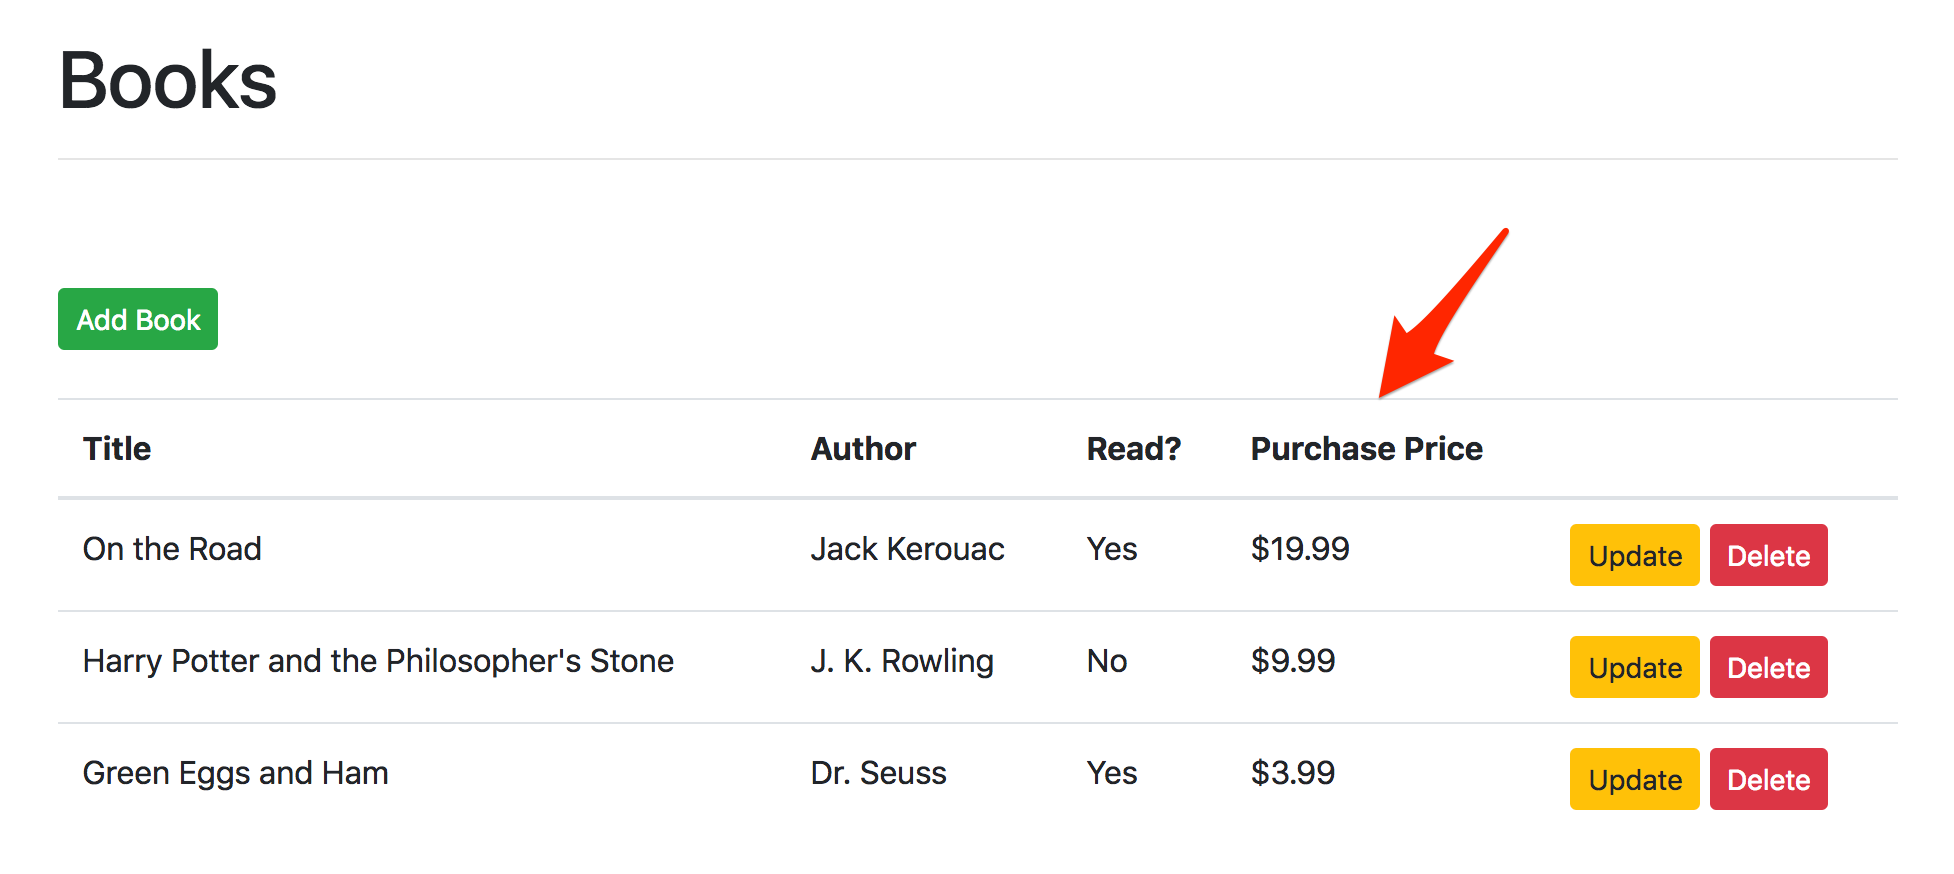 Books
Add Book
Title Author Read? Purchase Price
On the Road Jack Kerouac Yes $19.99 Update Delete
Harry Potter and the Philosopher's Stone J. K. Rowling No $9.99 Update Delete
Green Eggs and Ham Dr. Seuss Yes $3.99 Update Delete